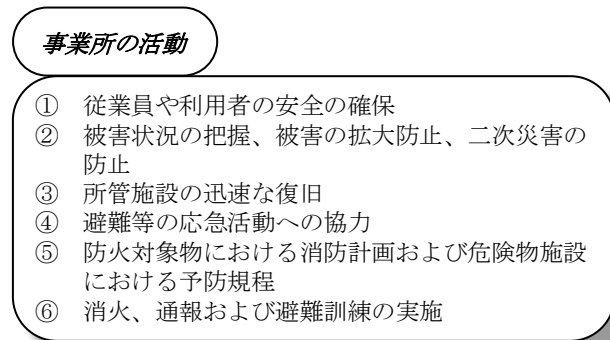 事業所の活動
① 従業員や利用者の安全の確保
② 被害状況の把握、被害の拡大防止、二次災害の
防止
③ 所管施設の迅速な復旧
④ 避難等の応急活動への協力
⑤ 防火対象物における消防計画および危険物施設
における予防規程
⑥ 消火、通報および避難訓練の実施